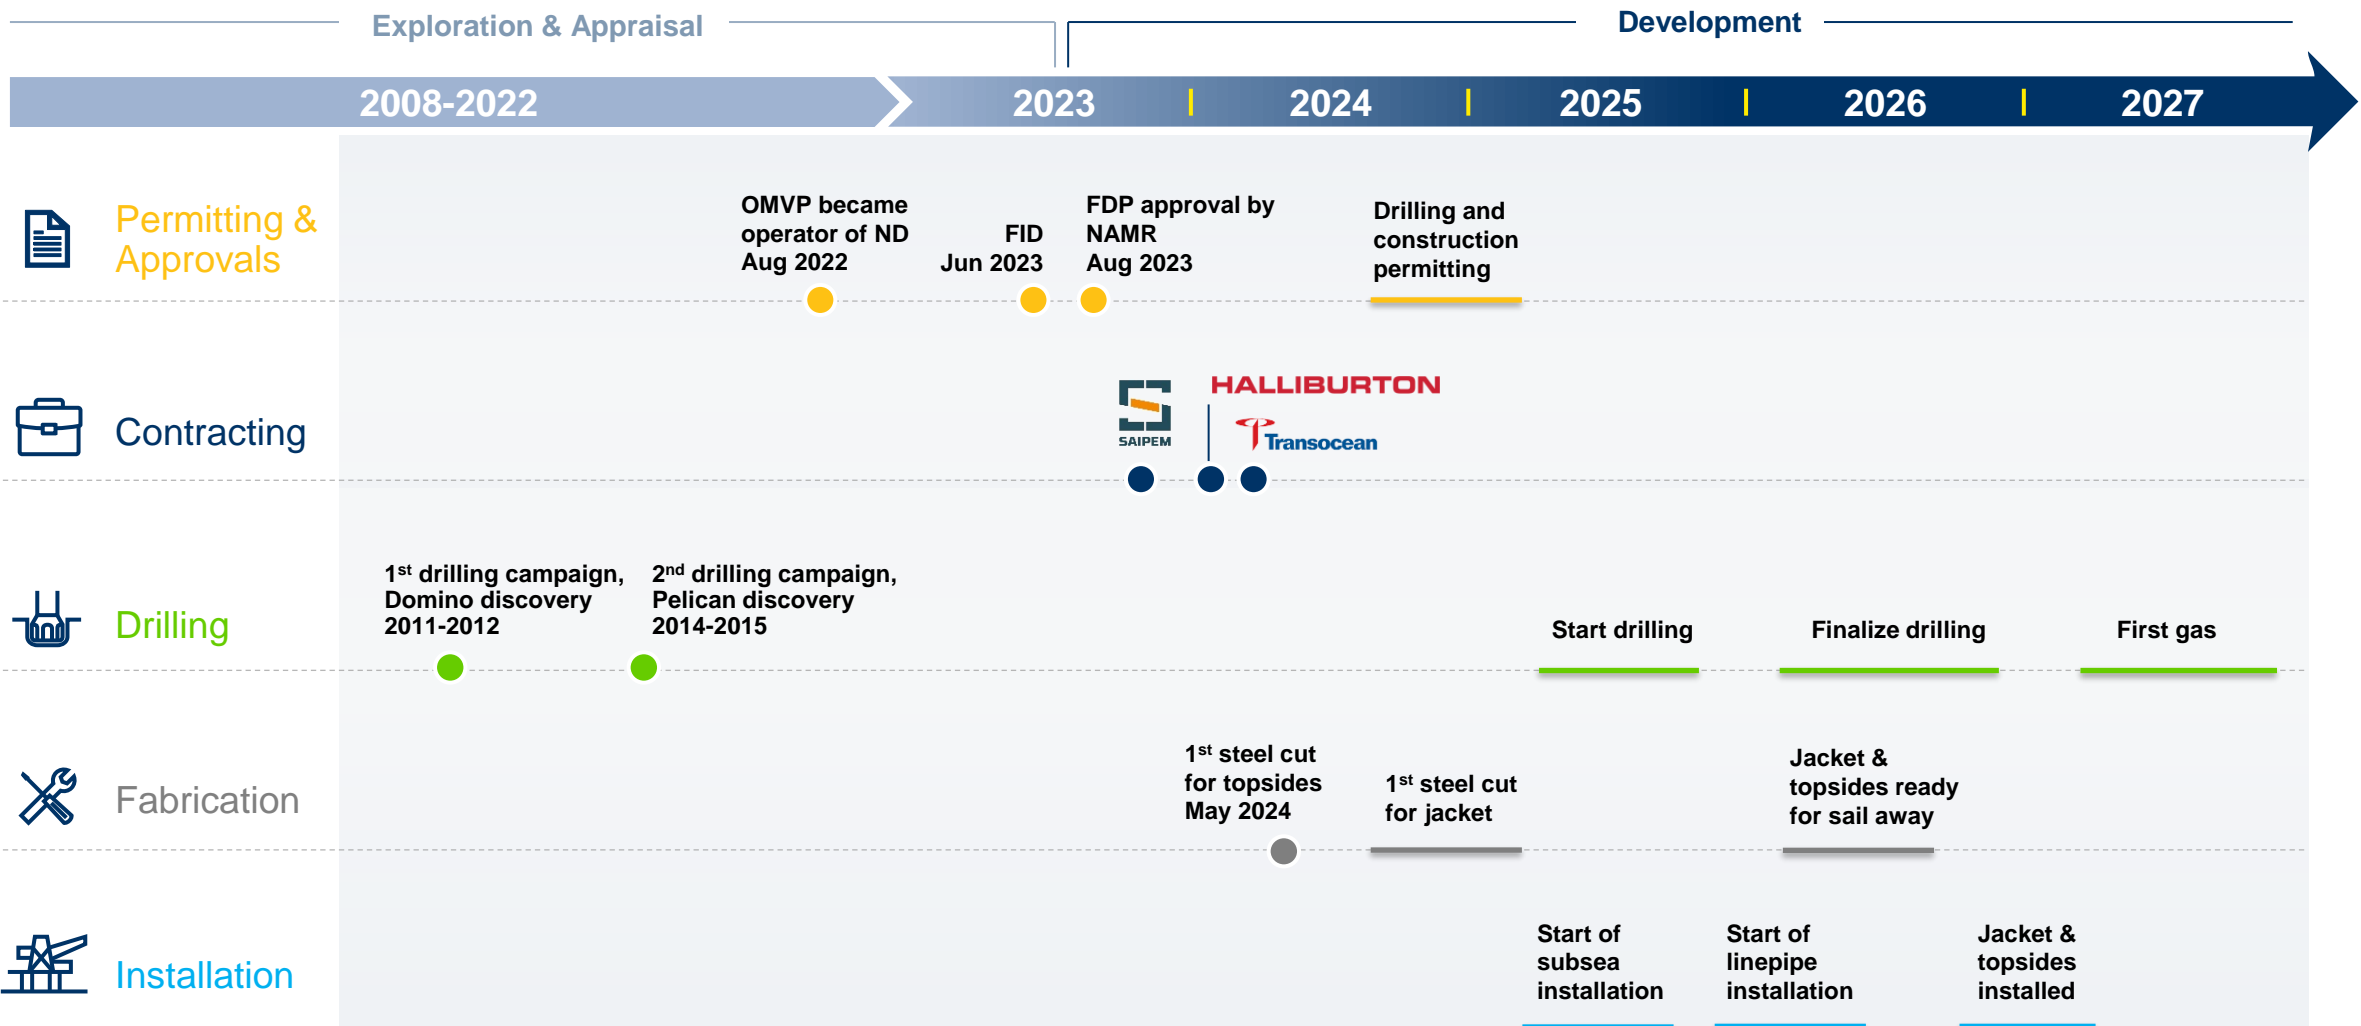 Exploration & Appraisal
Development
2008-2022
2023
2024
2025
2026
2027
Permitting &
Approvals
OMVP became
operator of ND
Aug 2022
FID
Jun 2023
FDP approval by
NAMR
Aug 2023
Drilling and
construction
permitting
Contracting
SAIPEM
HALLIBURTON
Transocean
Drilling
1st drilling campaign,
Domino discovery
2011-2012
2nd drilling campaign,
Pelican discovery
2014-2015
Start drilling
Finalize drilling
First gas
Fabrication
1st steel cut
for topsides
May 2024
1st steel cut
for jacket
Jacket &
topsides ready
for sail away
Installation
Start of
subsea
installation
Start of
linepipe
installation
Jacket &
topsides
installed